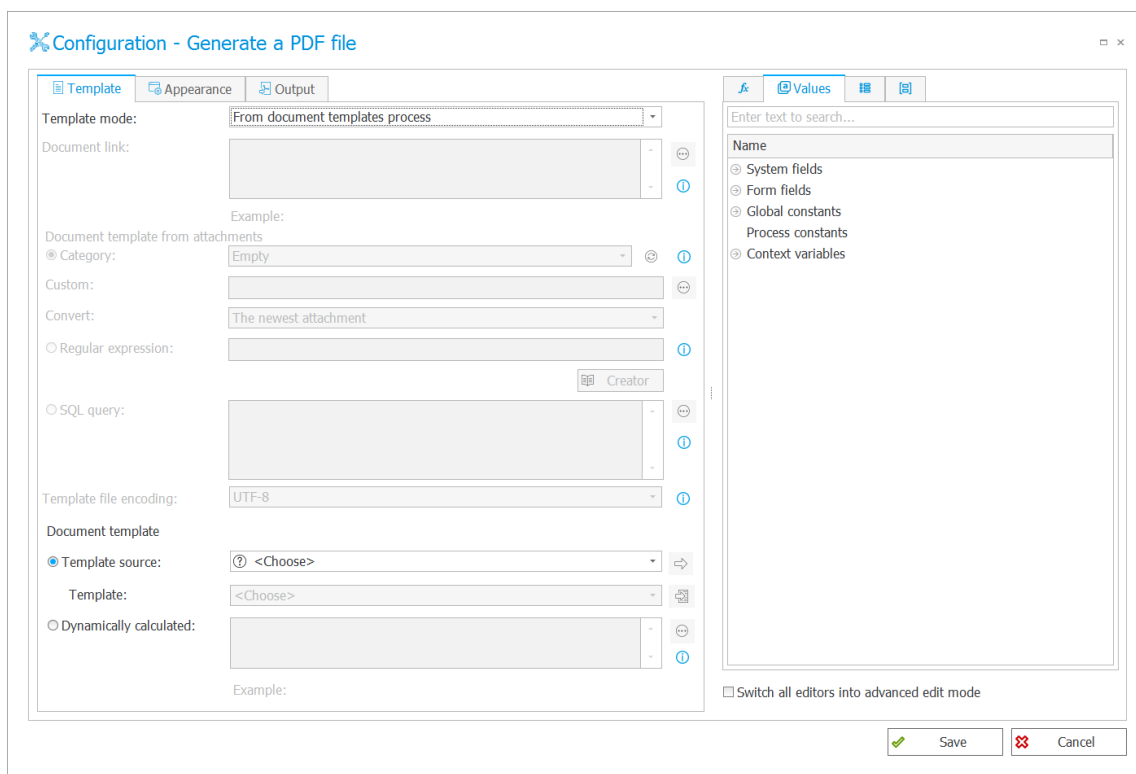 Configuration - Generate a PDF file
Template
Appearance
Output
Template mode:
From document templates process
Document link:
Example:
Document template from attachments
Category:
Empty
Custom:
Convert:
The newest attachment
Regular expression:
Creator
SQL query:
Template file encoding:
UTF-8
Document template
Template source:
<Choose>
Template:
<Choose>
Dynamically calculated:
Example:
fx
Values
Enter text to search...
Name
System fields
Form fields
Global constants
Process constants
Context variables
Switch all editors into advanced edit mode
Save
Cancel